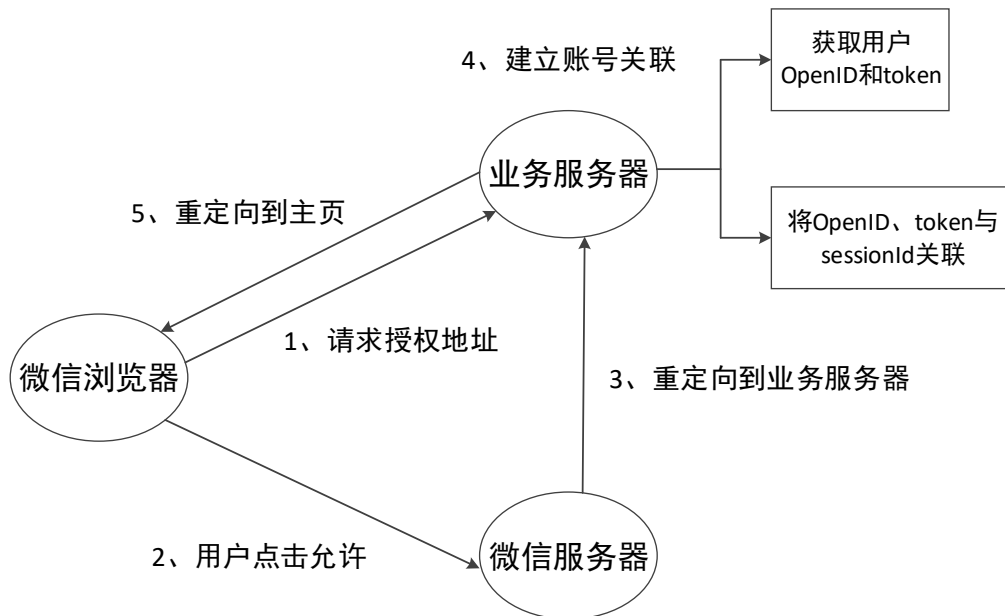 获取用户
OpenID和token
4、建立账号关联
业务服务器
5、重定向到主页
将OpenID、token与
sessionId关联
1、请求授权地址
微信浏览器
3、重定向到业务服务器
2、用户点击允许
微信服务器